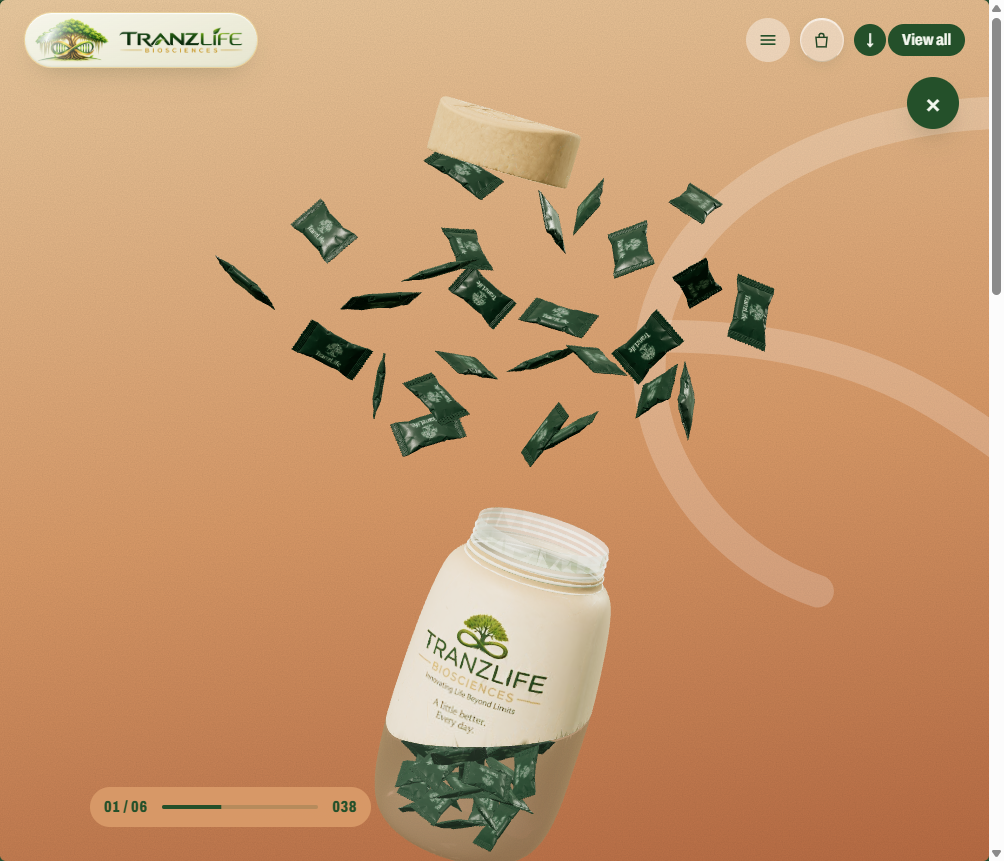 TRANZLIFE
BIOSCIENCES
View all
TRANZLIFE
BIOSCIENCES
Innovating Life Beyond Limits
A little better.
Every day.
01 / 06
038